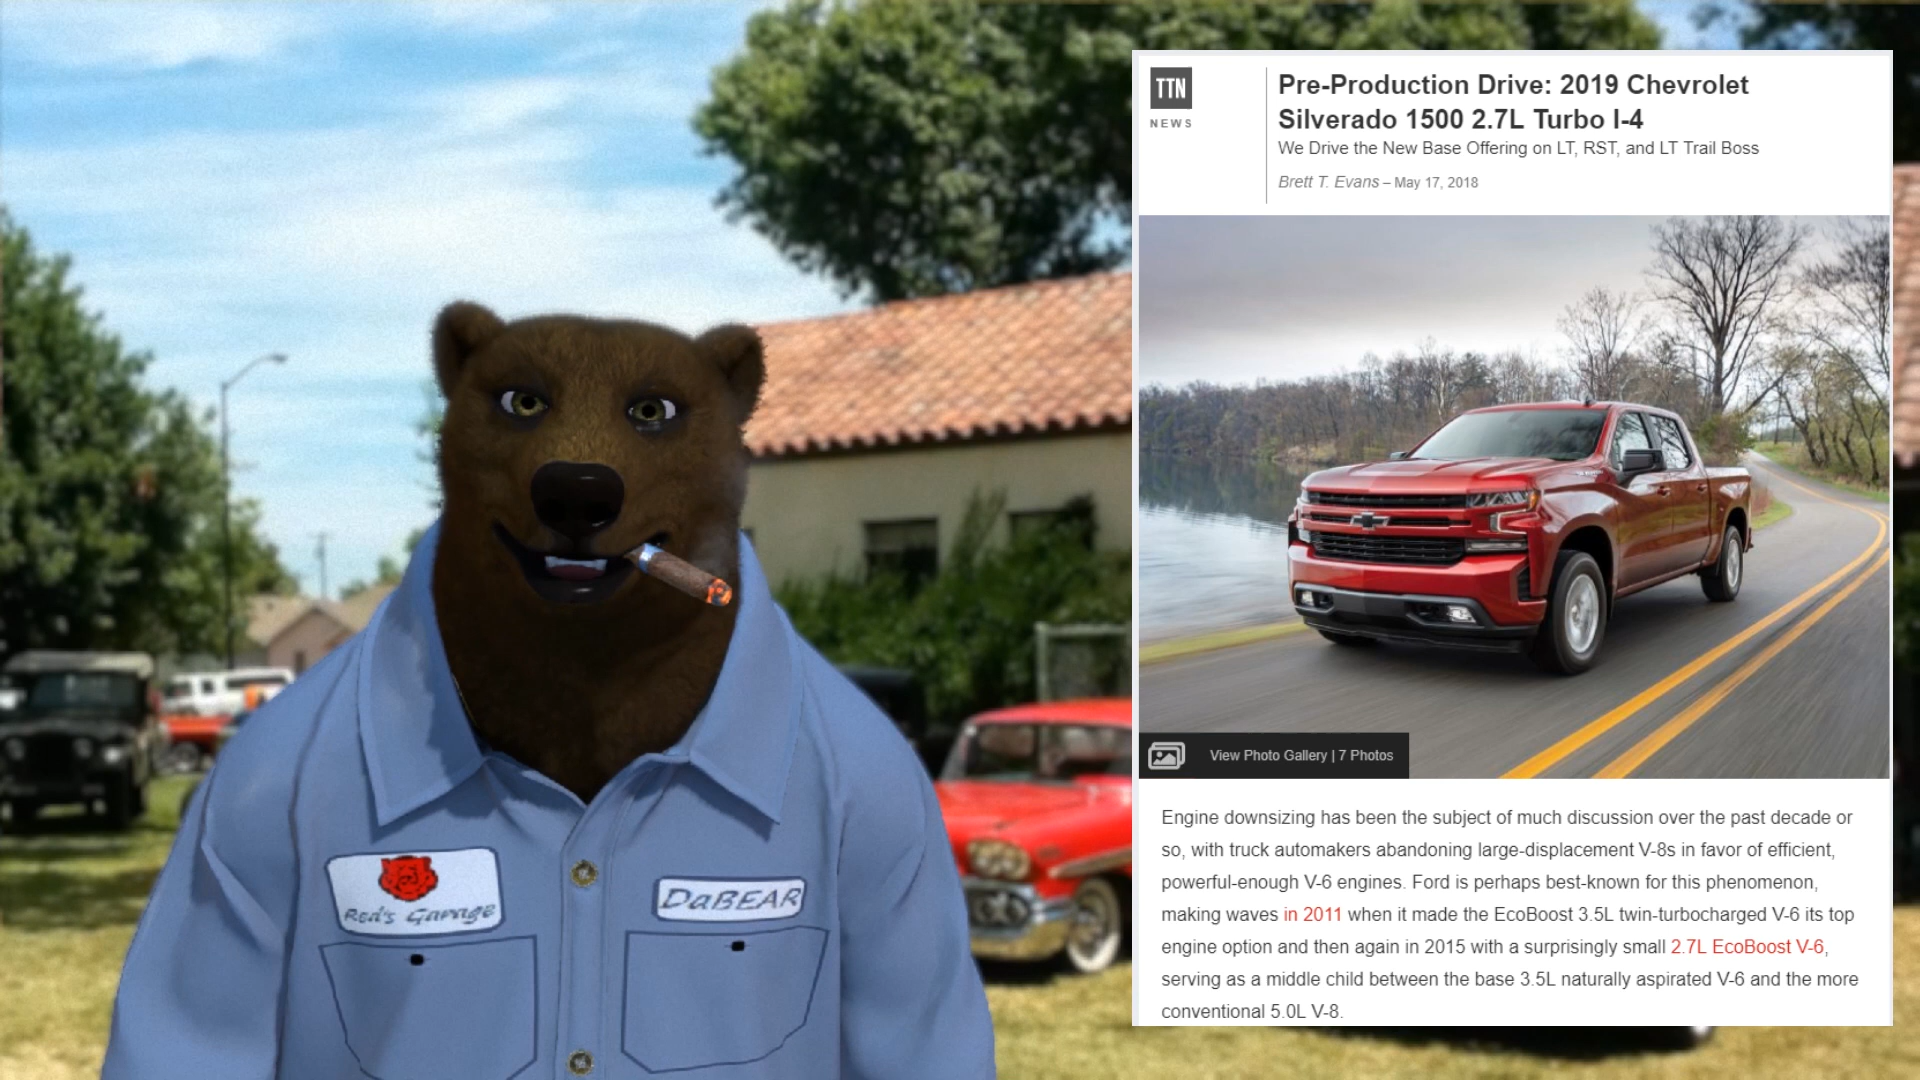 Red's Garage
DaBEAR
TTN
NEWS
Pre-Production Drive: 2019 Chevrolet
Silverado 1500 2.7L Turbo I-4
We Drive the New Base Offering on LT, RST, and LT Trail Boss
Brett T. Evans – May 17, 2018
View Photo Gallery | 7 Photos
Engine downsizing has been the subject of much discussion over the past decade or
so, with truck automakers abandoning large-displacement V-8s in favor of efficient,
powerful-enough V-6 engines. Ford is perhaps best-known for this phenomenon,
making waves in 2011 when it made the EcoBoost 3.5L twin-turbocharged V-6 its top
engine option and then again in 2015 with a surprisingly small 2.7L EcoBoost V-6,
serving as a middle child between the base 3.5L naturally aspirated V-6 and the more
conventional 5.0L V-8.